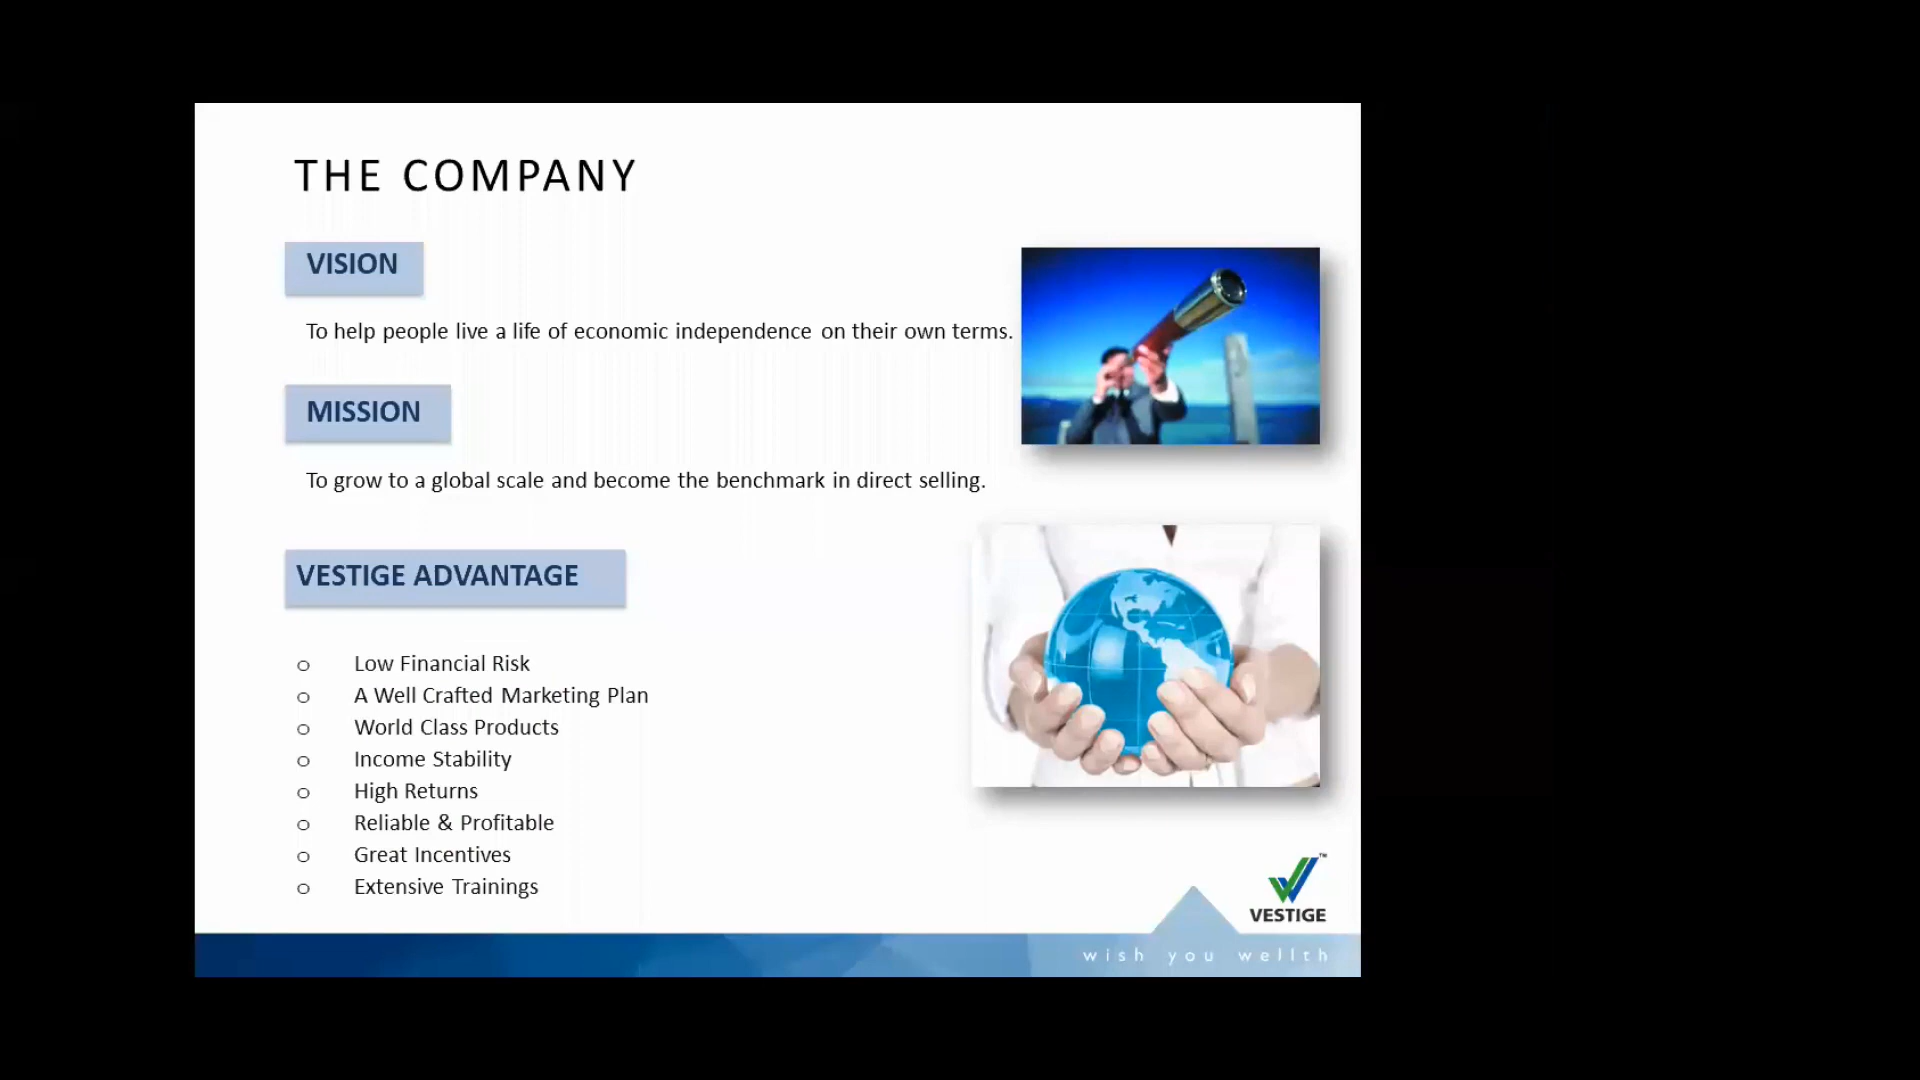 THE COMPANY
VISION
To help people live a life of economic independence on their own terms.
MISSION
To grow to a global scale and become the benchmark in direct selling.
VESTIGE ADVANTAGE
o Low Financial Risk
o A Well Crafted Marketing Plan
o World Class Products
o Income Stability
o High Returns
o Reliable & Profitable
o Great Incentives
o Extensive Trainings
TM
VESTIGE
wish you wellth